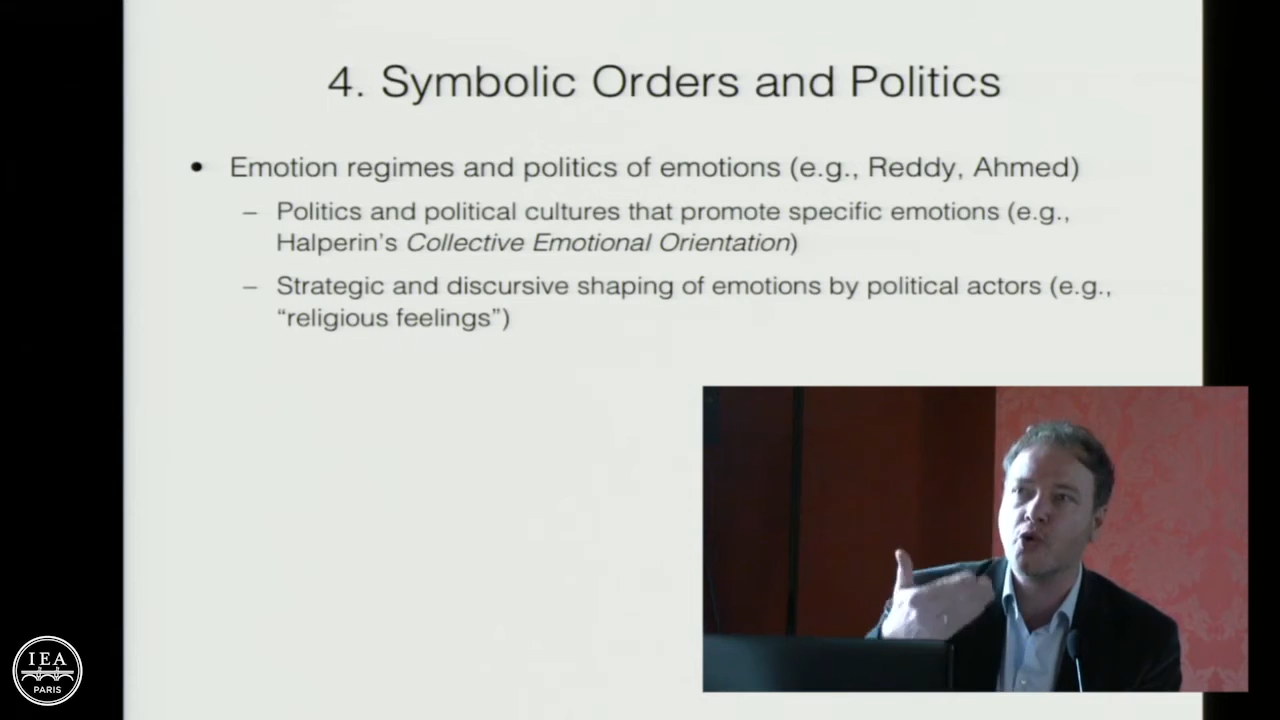 4. Symbolic Orders and Politics
• Emotion regimes and politics of emotions (e.g., Reddy, Ahmed)
– Politics and political cultures that promote specific emotions (e.g.,
Halperin’s Collective Emotional Orientation)
– Strategic and discursive shaping of emotions by political actors (e.g.,
“religious feelings”)
IEA
PARIS